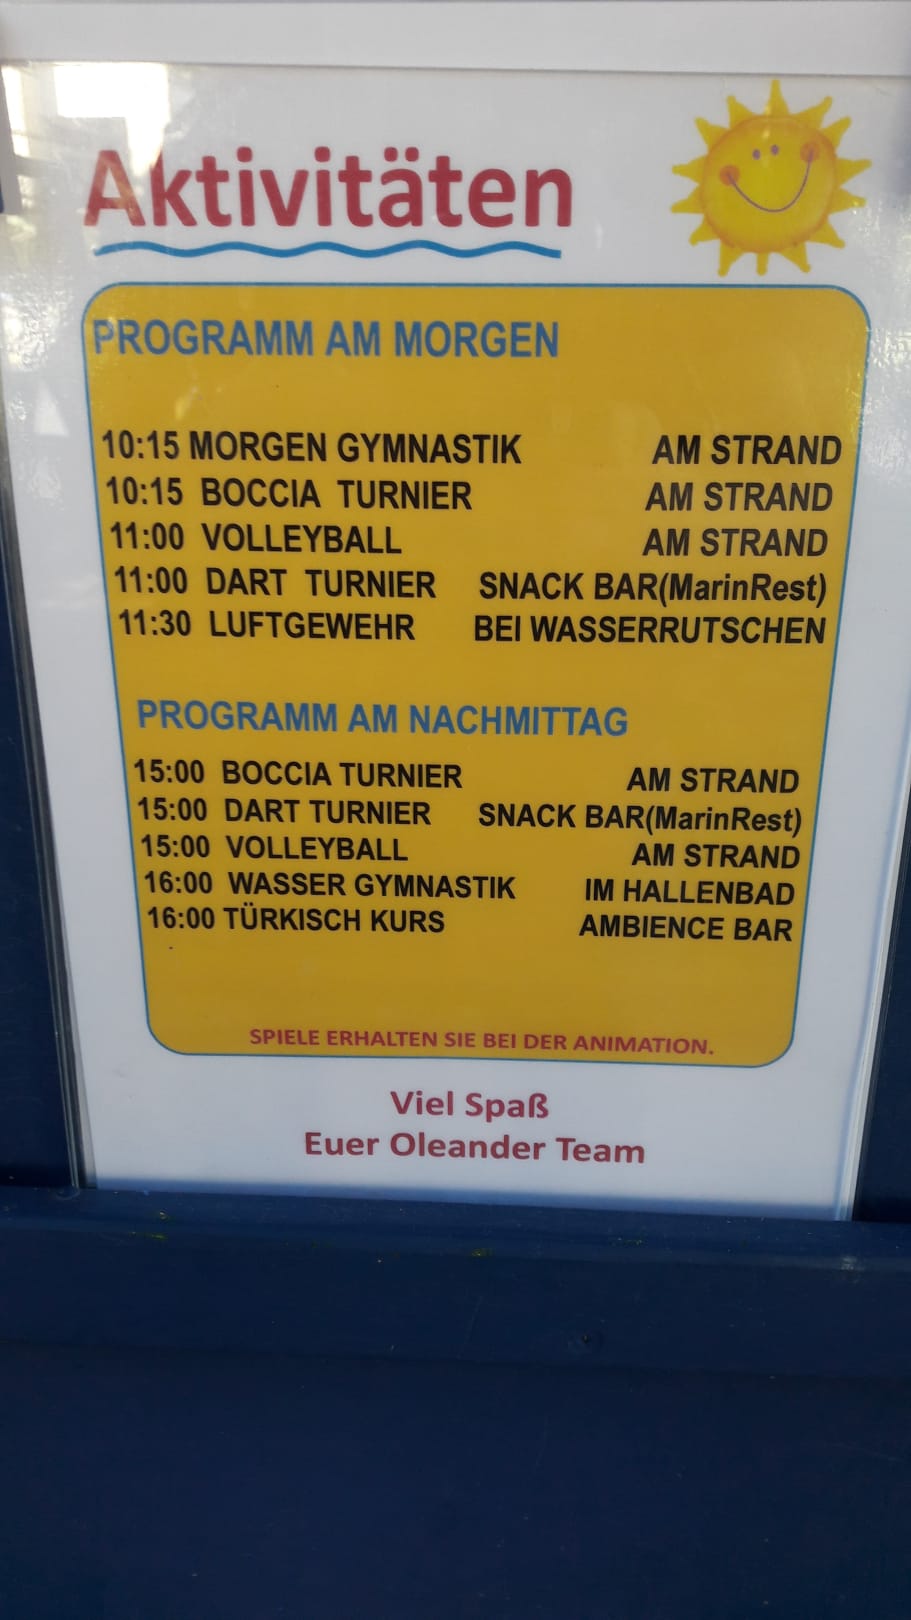 Aktivitäten
PROGRAMM AM MORGEN
10:15 MORGEN GYMNASTIK AM STRAND
10:15 BOCCIA TURNIER AM STRAND
11:00 VOLLEYBALL AM STRAND
11:00 DART TURNIER SNACK BAR(MarinRest)
11:30 LUFTGEWEHR BEI WASSERRUTSCHEN
PROGRAMM AM NACHMITTAG
15:00 BOCCIA TURNIER AM STRAND
15:00 DART TURNIER SNACK BAR(MarinRest)
15:00 VOLLEYBALL AM STRAND
16:00 WASSER GYMNASTIK IM HALLENBAD
16:00 TÜRKISCH KURS AMBIENCE BAR
SPIELE ERHALTEN SIE BEI DER ANIMATION.
Viel Spaß
Euer Oleander Team